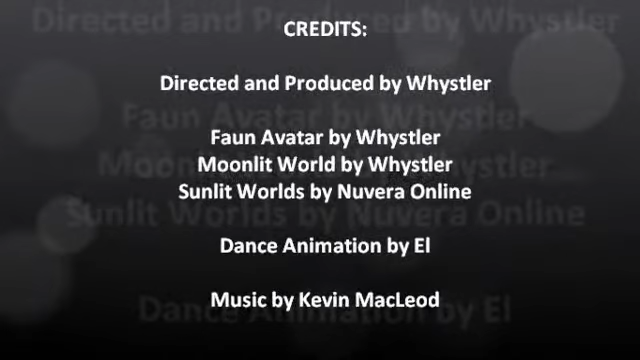 CREDITS:
Directed and Produced by Whystler
Faun Avatar by Whystler
Moonlit World by Whystler
Sunlit Worlds by Nuvera Online
Dance Animation by El
Music by Kevin MacLeod